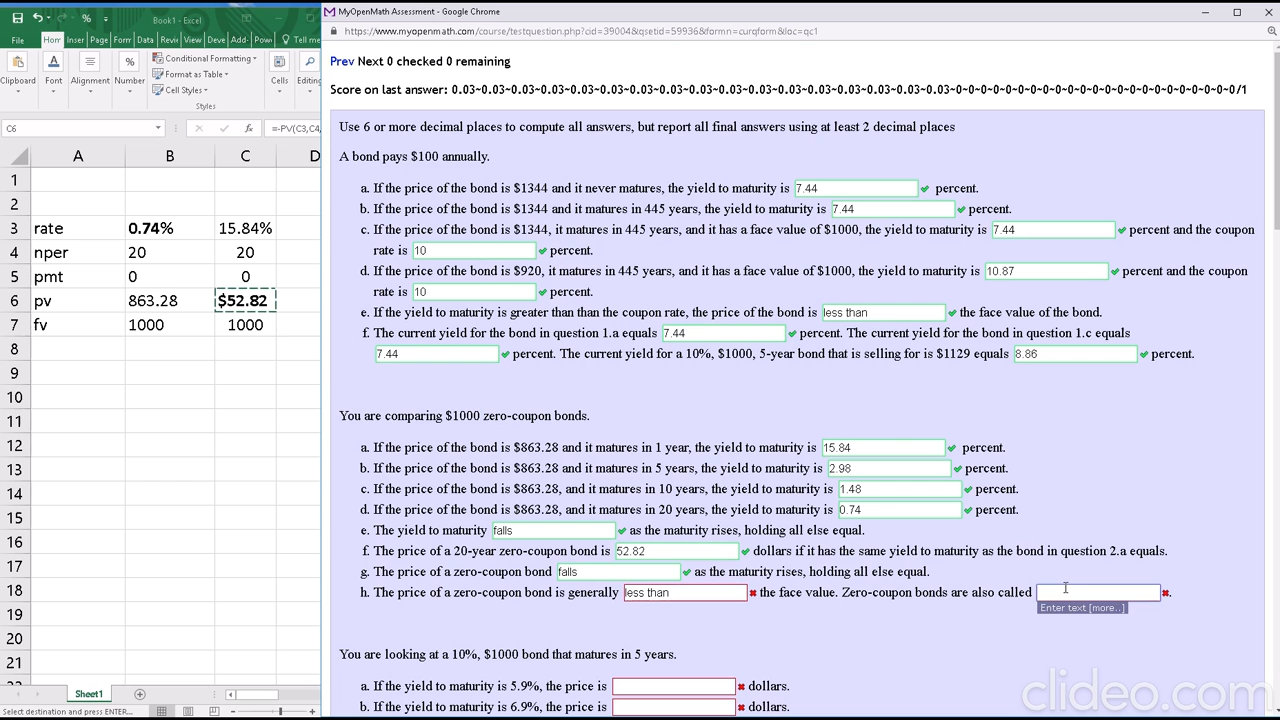 Book1 - Excel
File Horr Inser Page Form Data Revi View Deve Add- Pow Tell me
Clipboard Font Alignment Number
Conditional Formatting
Format as Table
Cell Styles
Styles
Cells Editing
C6 fx =-PV(C3,C4,
A B C D
1
2
3 rate 0.74% 15.84%
4 nper 20 20
5 pmt 0 0
6 pv 863.28 $52.82
7 fv 1000 1000
8
9
10
11
12
13
14
15
16
17
18
19
20
21
Sheet1
Select destination and press ENTER...
MyOpenMath Assessment - Google Chrome
https://www.myopenmath.com/course/testquestion.php?cid=39004&qsetid=59936&formn=curqform&loc=qc1
Prev Next 0 checked 0 remaining
Score on last answer: 0.03~0.03~0.03~0.03~0.03~0.03~0.03~0.03~0.03~0.03~0.03~0.03~0.03~0.03~0.03~0.03~0.03~0~0~0~0~0~0~0~0~0~0~0~0~0~0~0~0~0~0~0/1
Use 6 or more decimal places to compute all answers, but report all final answers using at least 2 decimal places
A bond pays $100 annually.
a. If the price of the bond is $1344 and it never matures, the yield to maturity is 7.44 percent.
b. If the price of the bond is $1344 and it matures in 445 years, the yield to maturity is 7.44 percent.
c. If the price of the bond is $1344, it matures in 445 years, and it has a face value of $1000, the yield to maturity is 7.44 percent and the coupon
rate is 10 percent.
d. If the price of the bond is $920, it matures in 445 years, and it has a face value of $1000, the yield to maturity is 10.87 percent and the coupon
rate is 10 percent.
e. If the yield to maturity is greater than than the coupon rate, the price of the bond is less than the face value of the bond.
f. The current yield for the bond in question 1.a equals 7.44 percent. The current yield for the bond in question 1.c equals
7.44 percent. The current yield for a 10%, $1000, 5-year bond that is selling for is $1129 equals 8.86 percent.
You are comparing $1000 zero-coupon bonds.
a. If the price of the bond is $863.28 and it matures in 1 year, the yield to maturity is 15.84 percent.
b. If the price of the bond is $863.28 and it matures in 5 years, the yield to maturity is 2.98 percent.
c. If the price of the bond is $863.28, and it matures in 10 years, the yield to maturity is 1.48 percent.
d. If the price of the bond is $863.28, and it matures in 20 years, the yield to maturity is 0.74 percent.
e. The yield to maturity falls as the maturity rises, holding all else equal.
f. The price of a 20-year zero-coupon bond is 52.82 dollars if it has the same yield to maturity as the bond in question 2.a equals.
g. The price of a zero-coupon bond falls as the maturity rises, holding all else equal.
h. The price of a zero-coupon bond is generally less than the face value. Zero-coupon bonds are also called .
Enter text [more..]
You are looking at a 10%, $1000 bond that matures in 5 years.
a. If the yield to maturity is 5.9%, the price is dollars.
b. If the yield to maturity is 6.9%, the price is dollars.
clideo.com